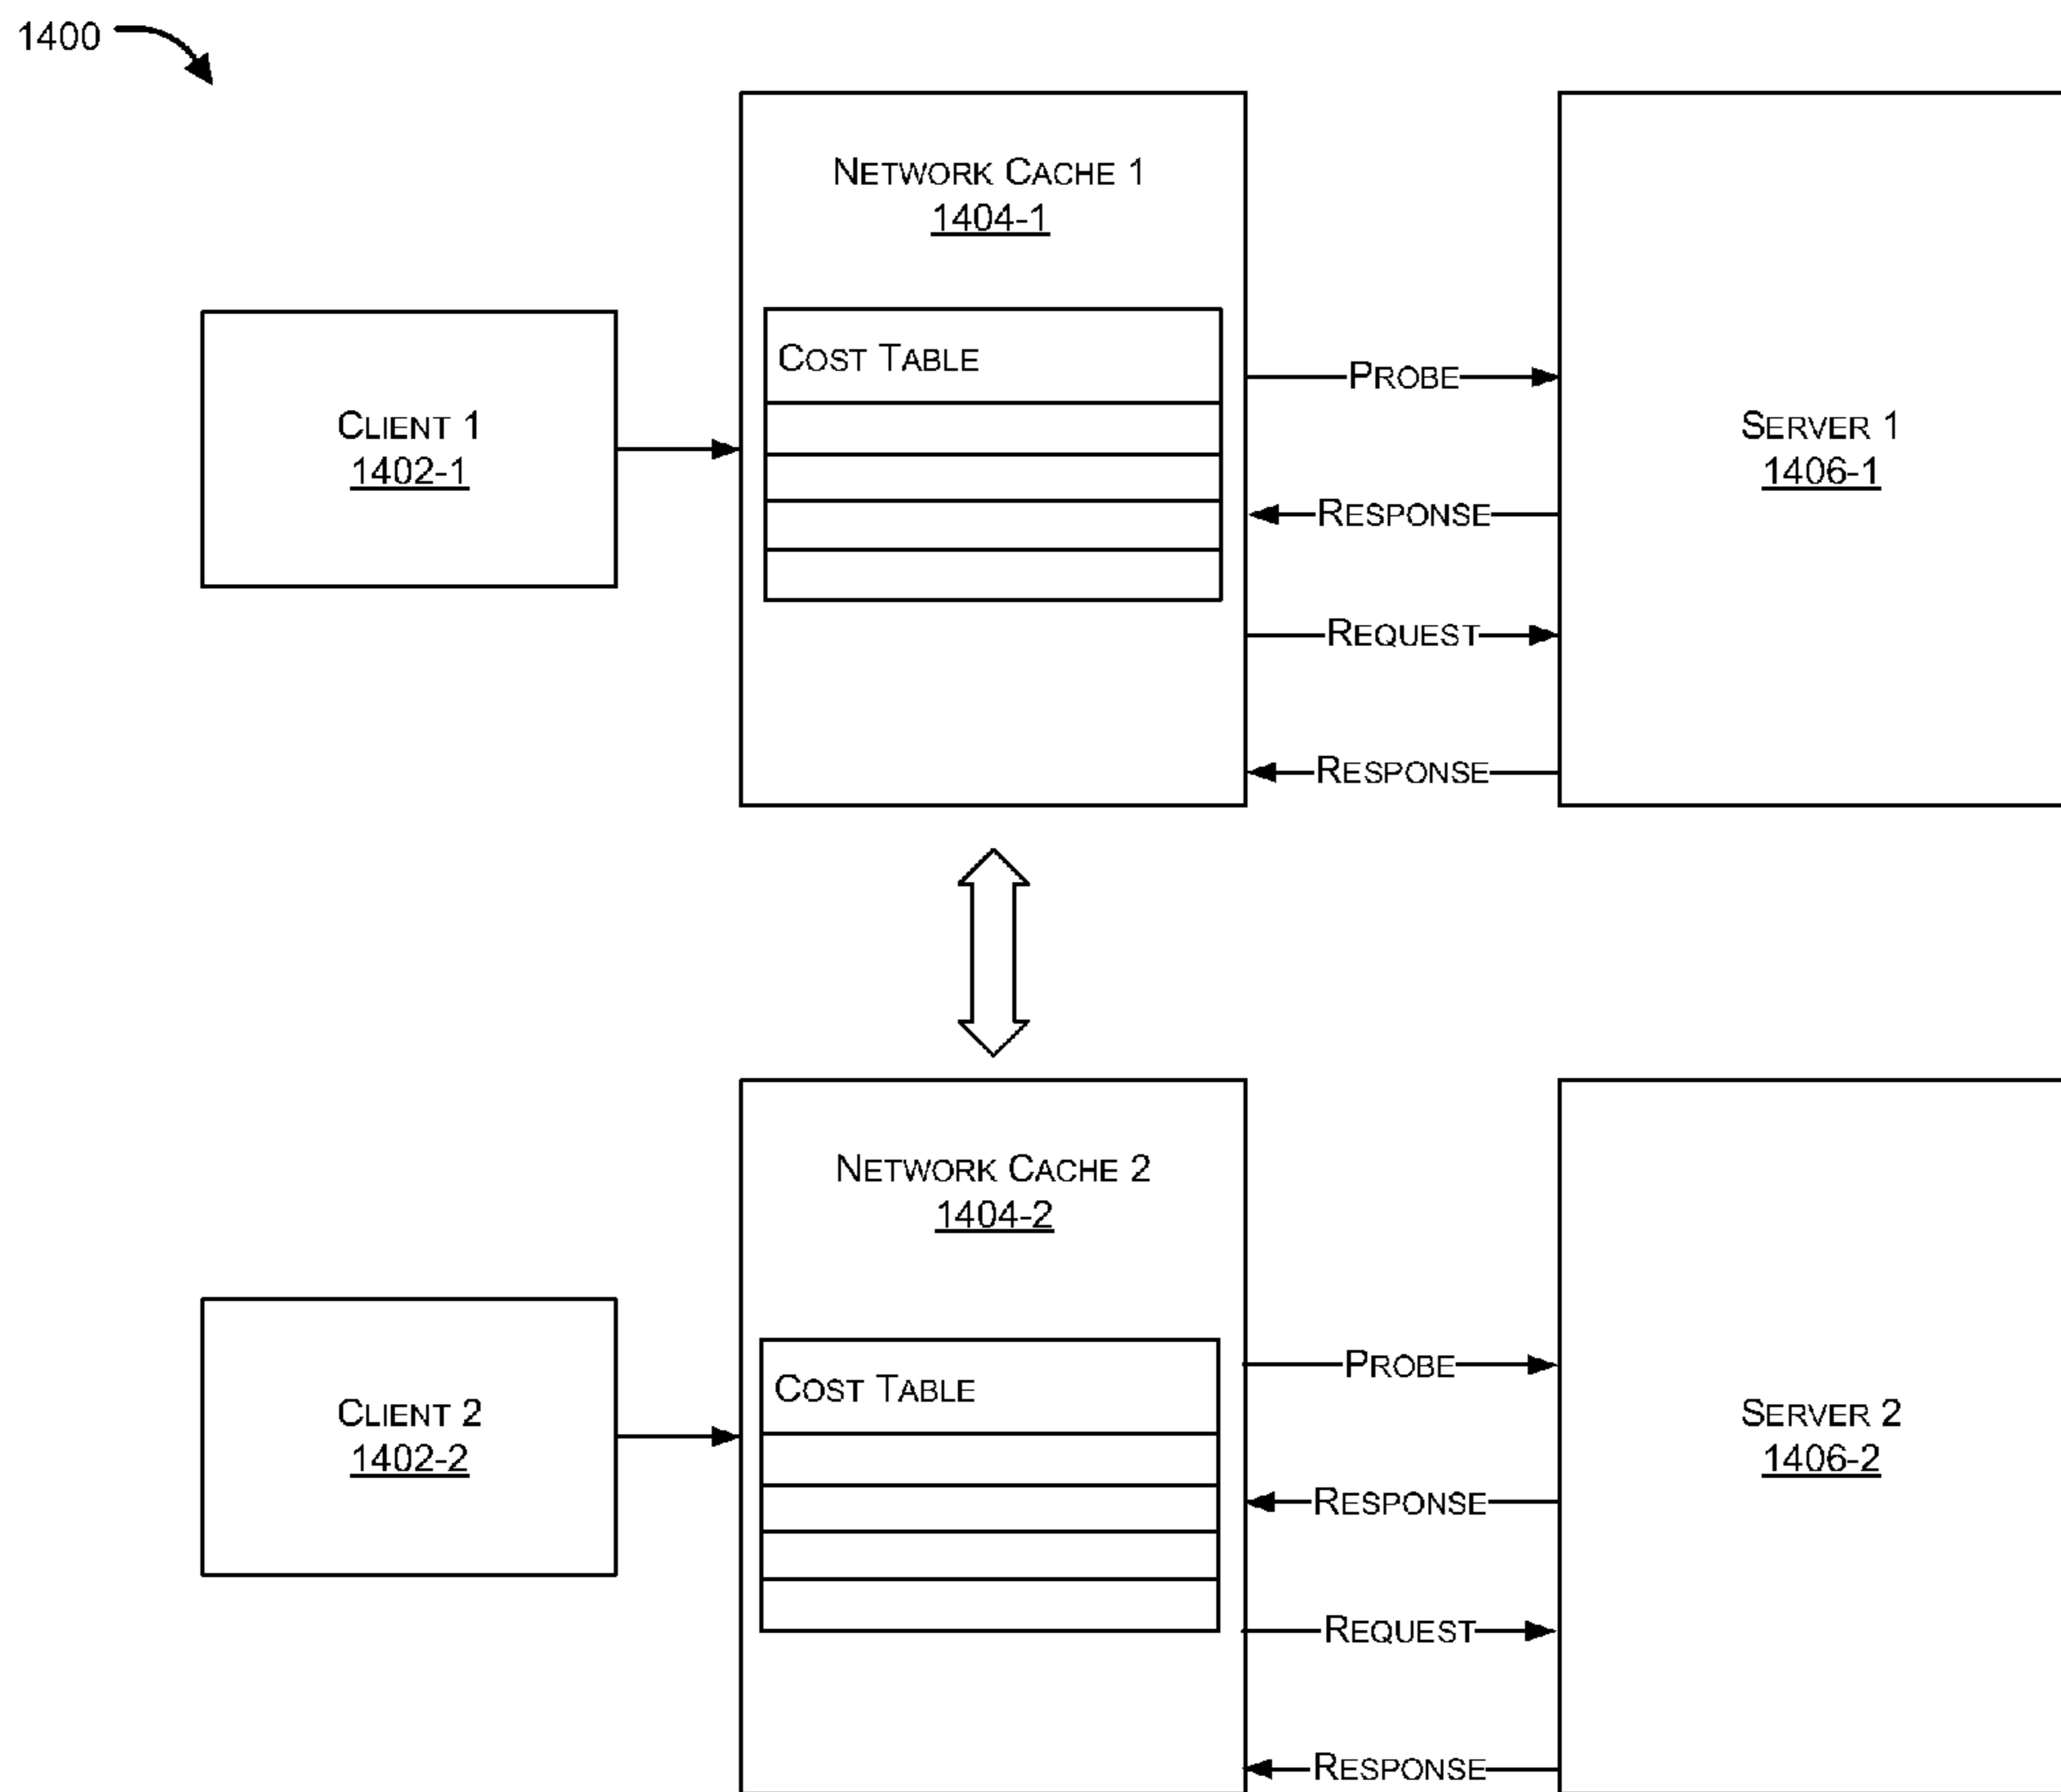 1400
NETWORK CACHE 1
1404-1
COST TABLE
CLIENT 1
1402-1
PROBE
RESPONSE
REQUEST
RESPONSE
SERVER 1
1406-1
NETWORK CACHE 2
1404-2
COST TABLE
CLIENT 2
1402-2
PROBE
RESPONSE
REQUEST
RESPONSE
SERVER 2
1406-2